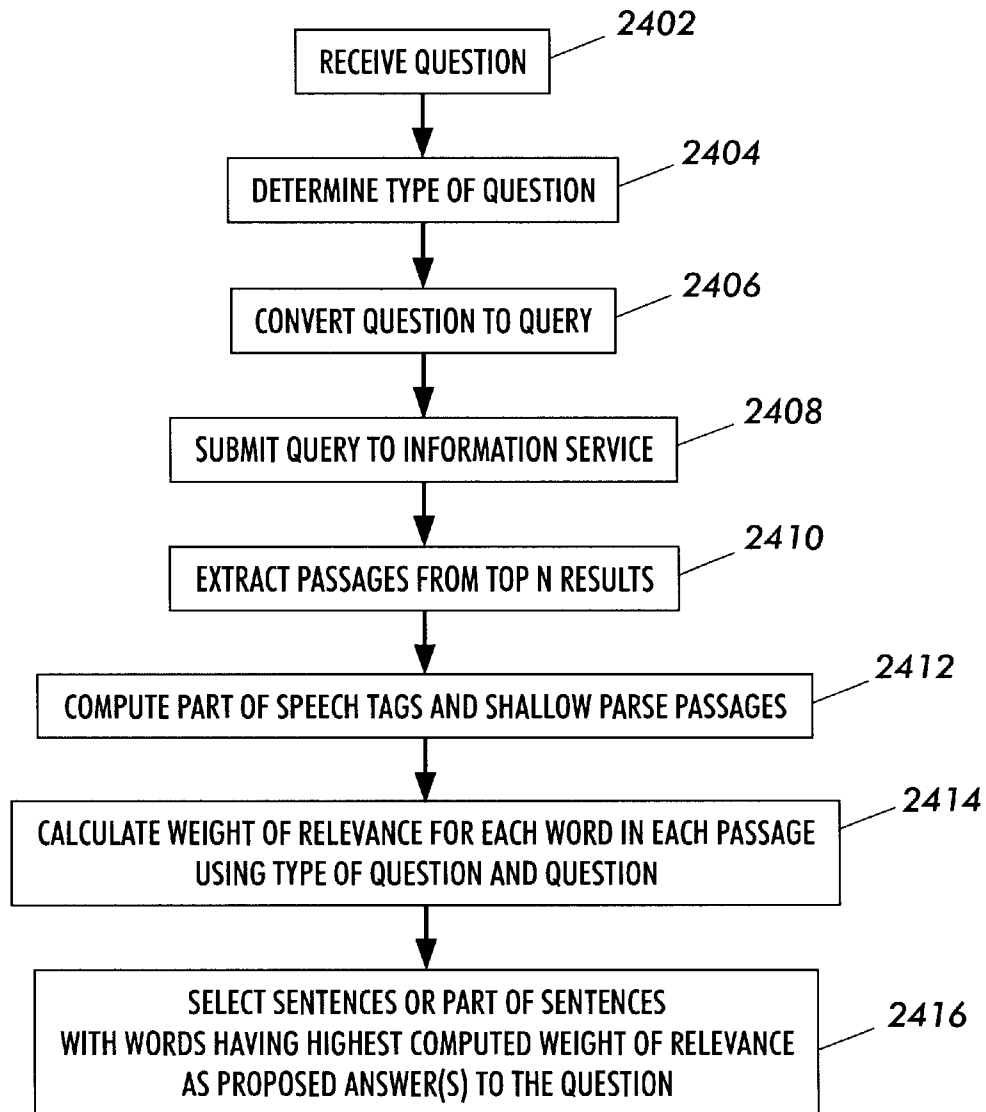 2402
RECEIVE QUESTION
2404
DETERMINE TYPE OF QUESTION
2406
CONVERT QUESTION TO QUERY
2408
SUBMIT QUERY TO INFORMATION SERVICE
2410
EXTRACT PASSAGES FROM TOP N RESULTS
2412
COMPUTE PART OF SPEECH TAGS AND SHALLOW PARSE PASSAGES
2414
CALCULATE WEIGHT OF RELEVANCE FOR EACH WORD IN EACH PASSAGE
USING TYPE OF QUESTION AND QUESTION
2416
SELECT SENTENCES OR PART OF SENTENCES
WITH WORDS HAVING HIGHEST COMPUTED WEIGHT OF RELEVANCE
AS PROPOSED ANSWER(S) TO THE QUESTION